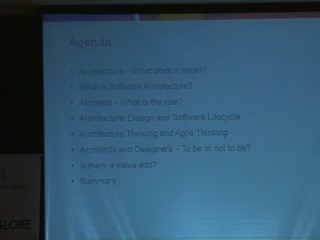 Agenda
• Architecture – What does it mean?
• What is Software Architecture?
• Architect – What is the role?
• Architecture, Design and Software Lifecycle
• Architecture Thinking and Agile Thinking
• Architects and Designers - To be or not to be?
• Is there a value add?
• Summary
GLOBE